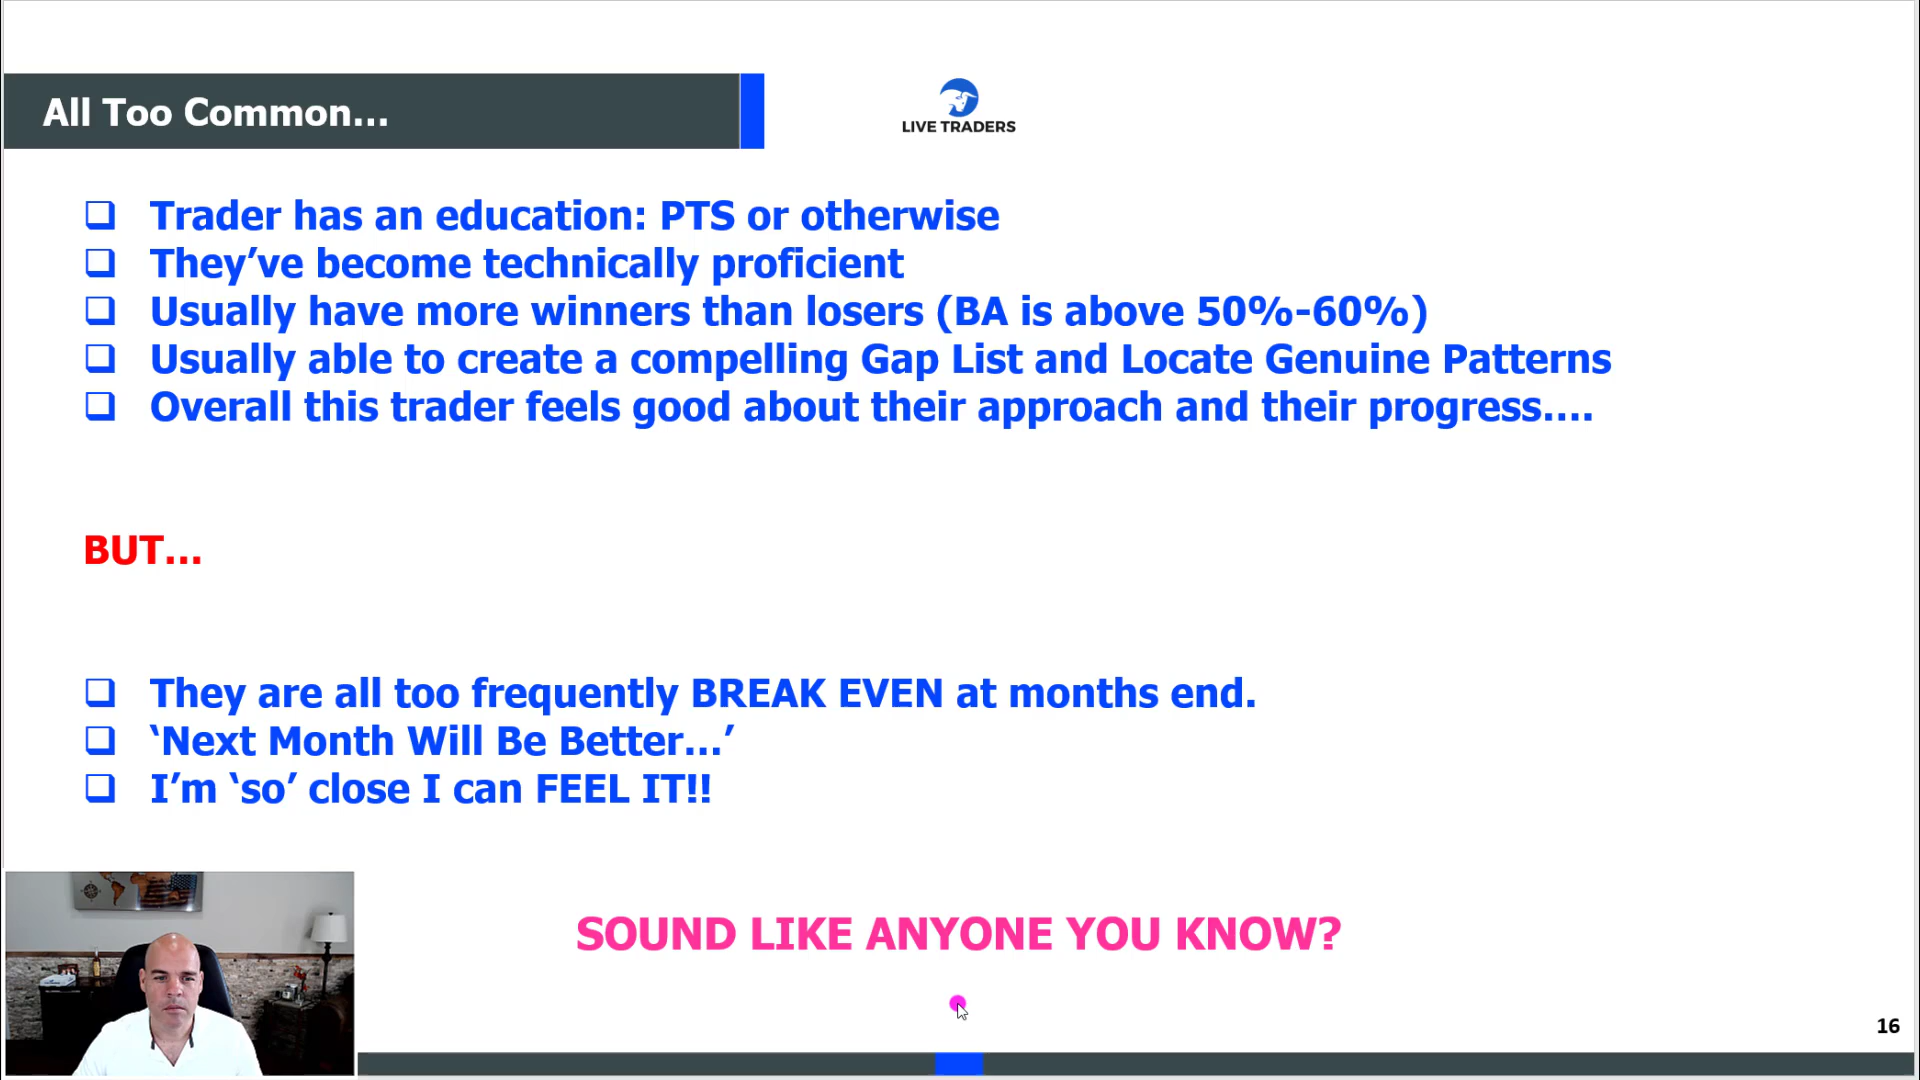 All Too Common...
LIVE TRADERS
Trader has an education: PTS or otherwise
They’ve become technically proficient
Usually have more winners than losers (BA is above 50%-60%)
Usually able to create a compelling Gap List and Locate Genuine Patterns
Overall this trader feels good about their approach and their progress....
BUT...
They are all too frequently BREAK EVEN at months end.
‘Next Month Will Be Better...’
I’m ‘so’ close I can FEEL IT!!
SOUND LIKE ANYONE YOU KNOW?
16